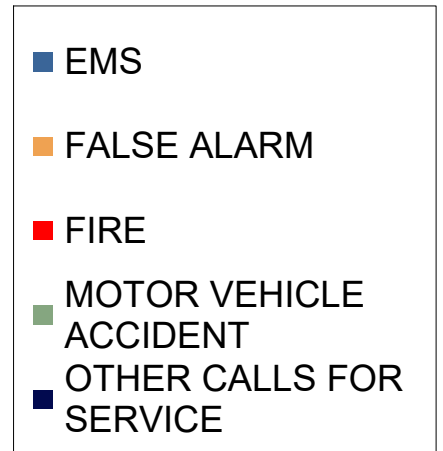 EMS
FALSE ALARM
FIRE
MOTOR VEHICLE
ACCIDENT
OTHER CALLS FOR
SERVICE